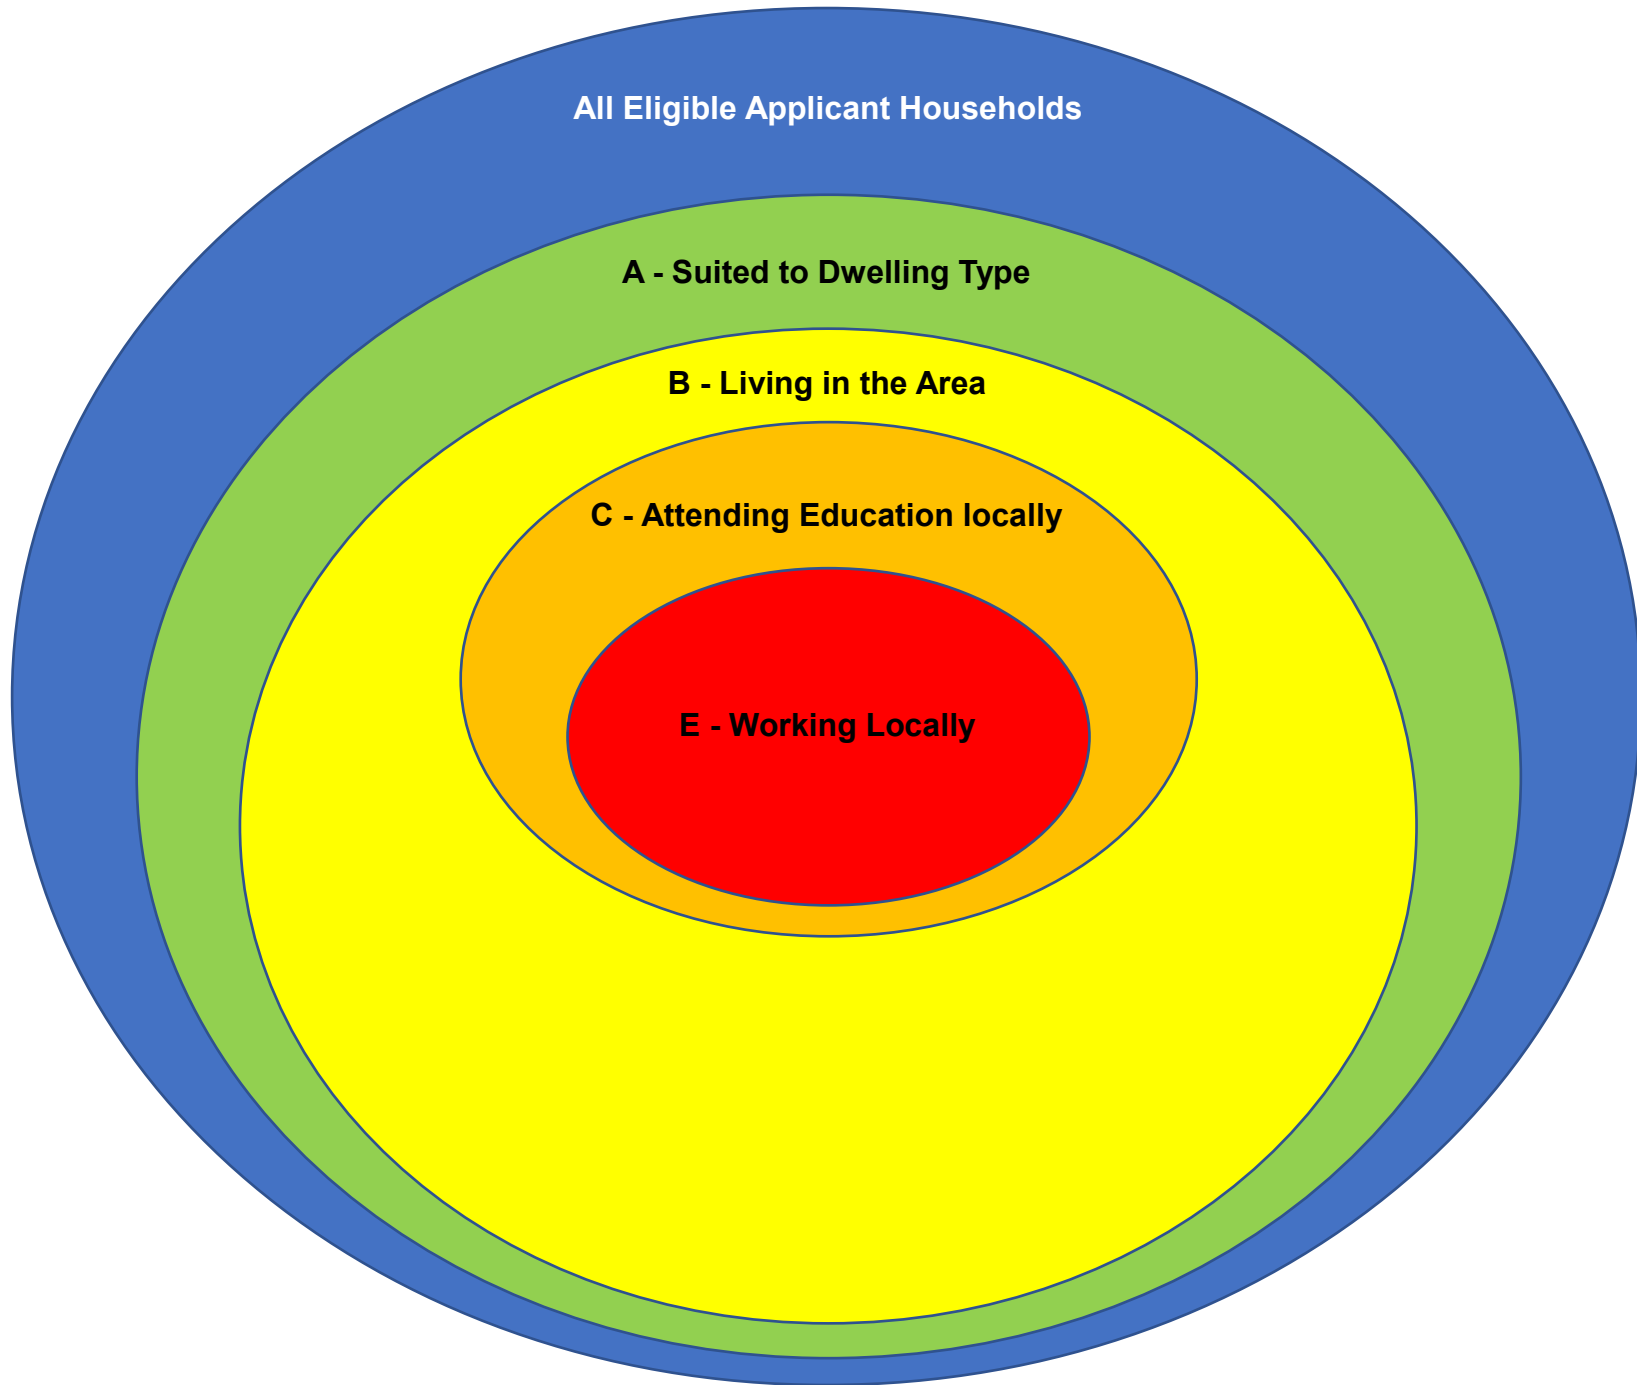 All Eligible Applicant Households
A - Suited to Dwelling Type
B - Living in the Area
C - Attending Education locally
E - Working Locally